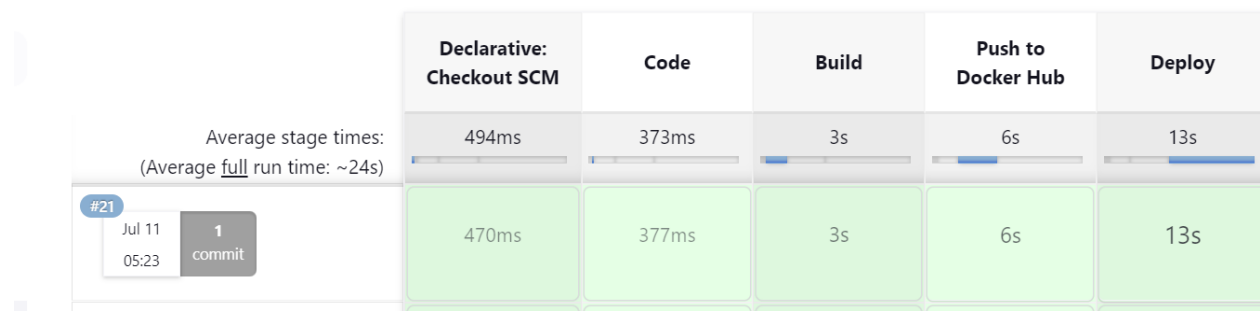 Declarative:
Checkout SCM
Code
Build
Push to
Docker Hub
Deploy
Average stage times:
(Average full run time: ~24s)
494ms
373ms
3s
6s
13s
#21
Jul 11
05:23
1
commit
470ms
377ms
3s
6s
13s